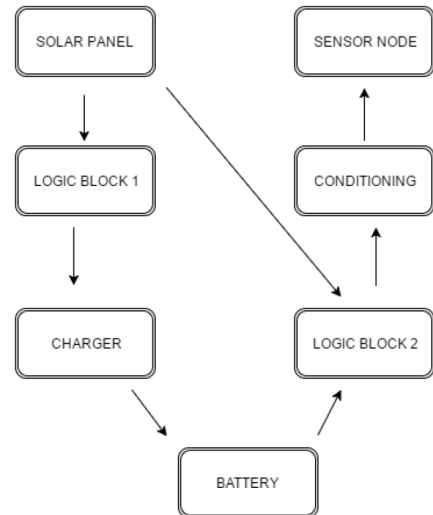 SOLAR PANEL
SENSOR NODE
LOGIC BLOCK 1
CONDITIONING
CHARGER
LOGIC BLOCK 2
BATTERY